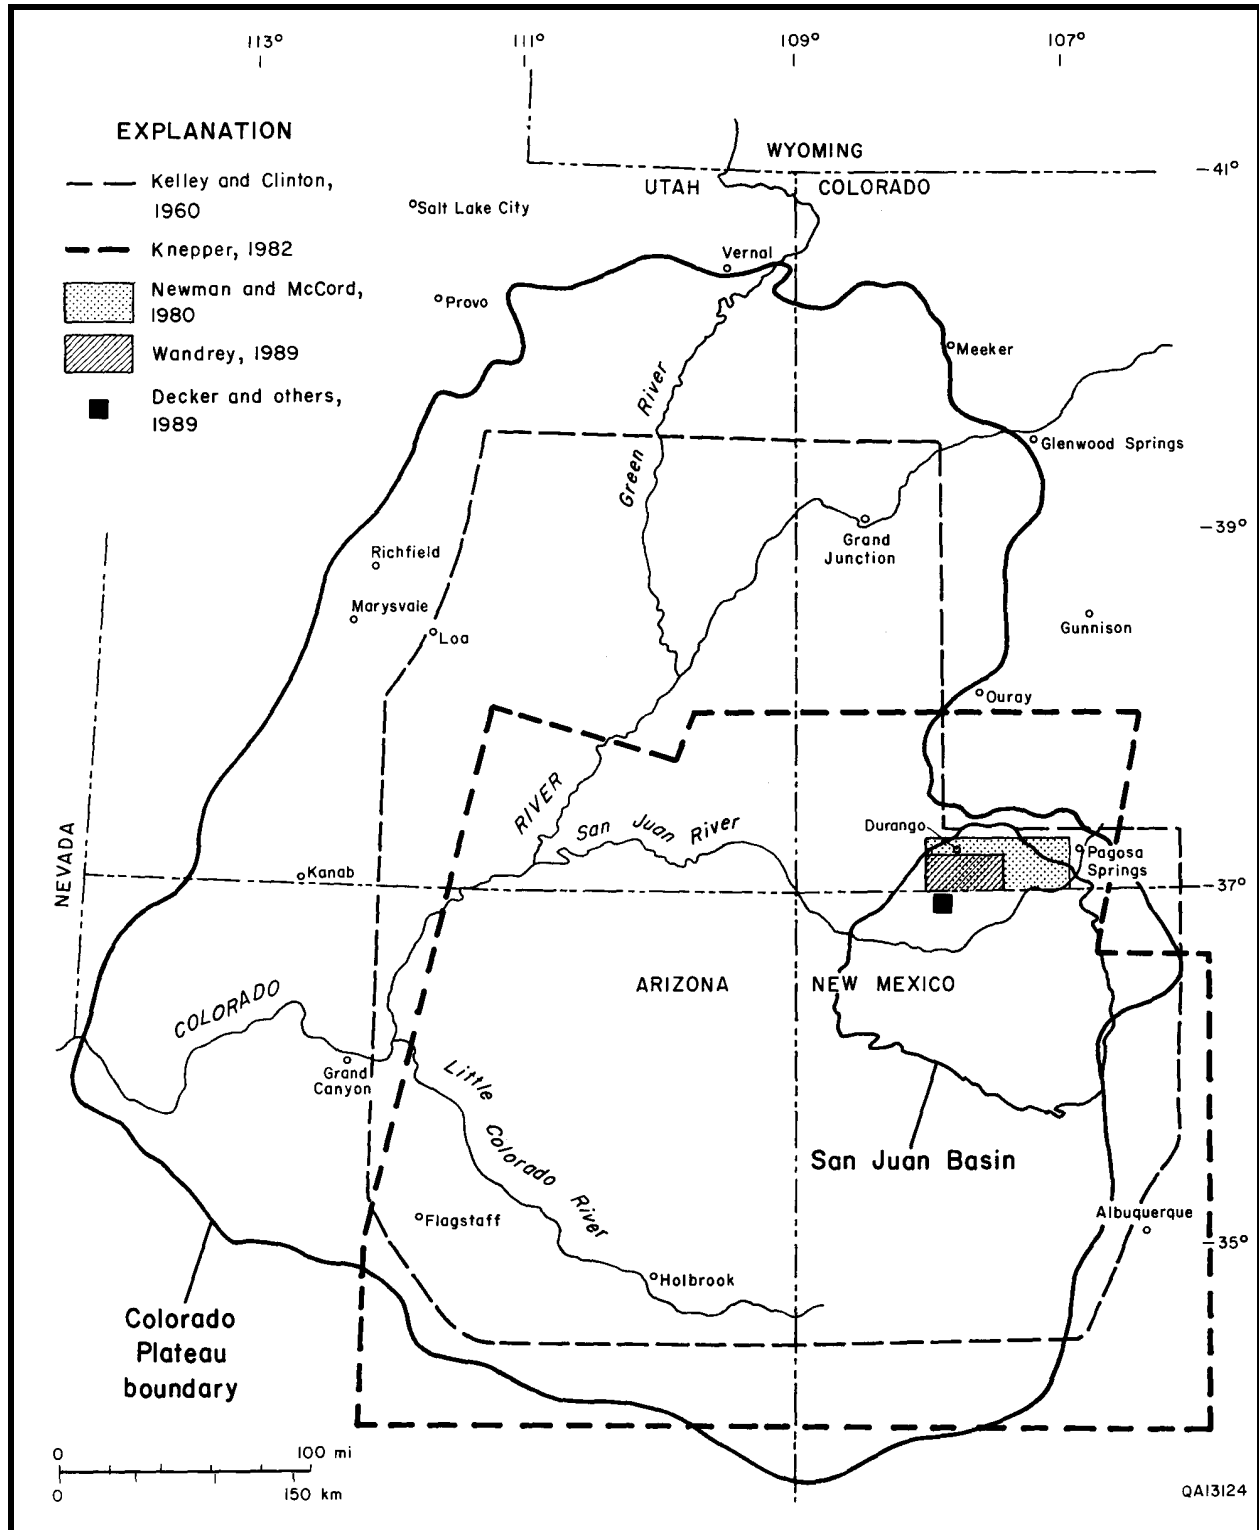 113°
111°
109°
107°
EXPLANATION
Kelley and Clinton,
1960
Knepper, 1982
Newman and McCord,
1980
Wandrey, 1989
Decker and others,
1989
WYOMING
–41°
UTAH
COLORADO
Salt Lake City
Vernal
Provo
Meeker
Green River
Glenwood Springs
–39°
Grand
Junction
Richfield
Marysvale
Loa
Gunnison
Ouray
RIVER
San Juan River
Durango
Pagosa
Springs
NEVADA
Kanab
–37°
ARIZONA
NEW MEXICO
COLORADO
Grand
Canyon
Little Colorado River
San Juan Basin
Flagstaff
Albuquerque
–35°
Holbrook
Colorado
Plateau
boundary
0 100 mi
0 150 km
QA13124